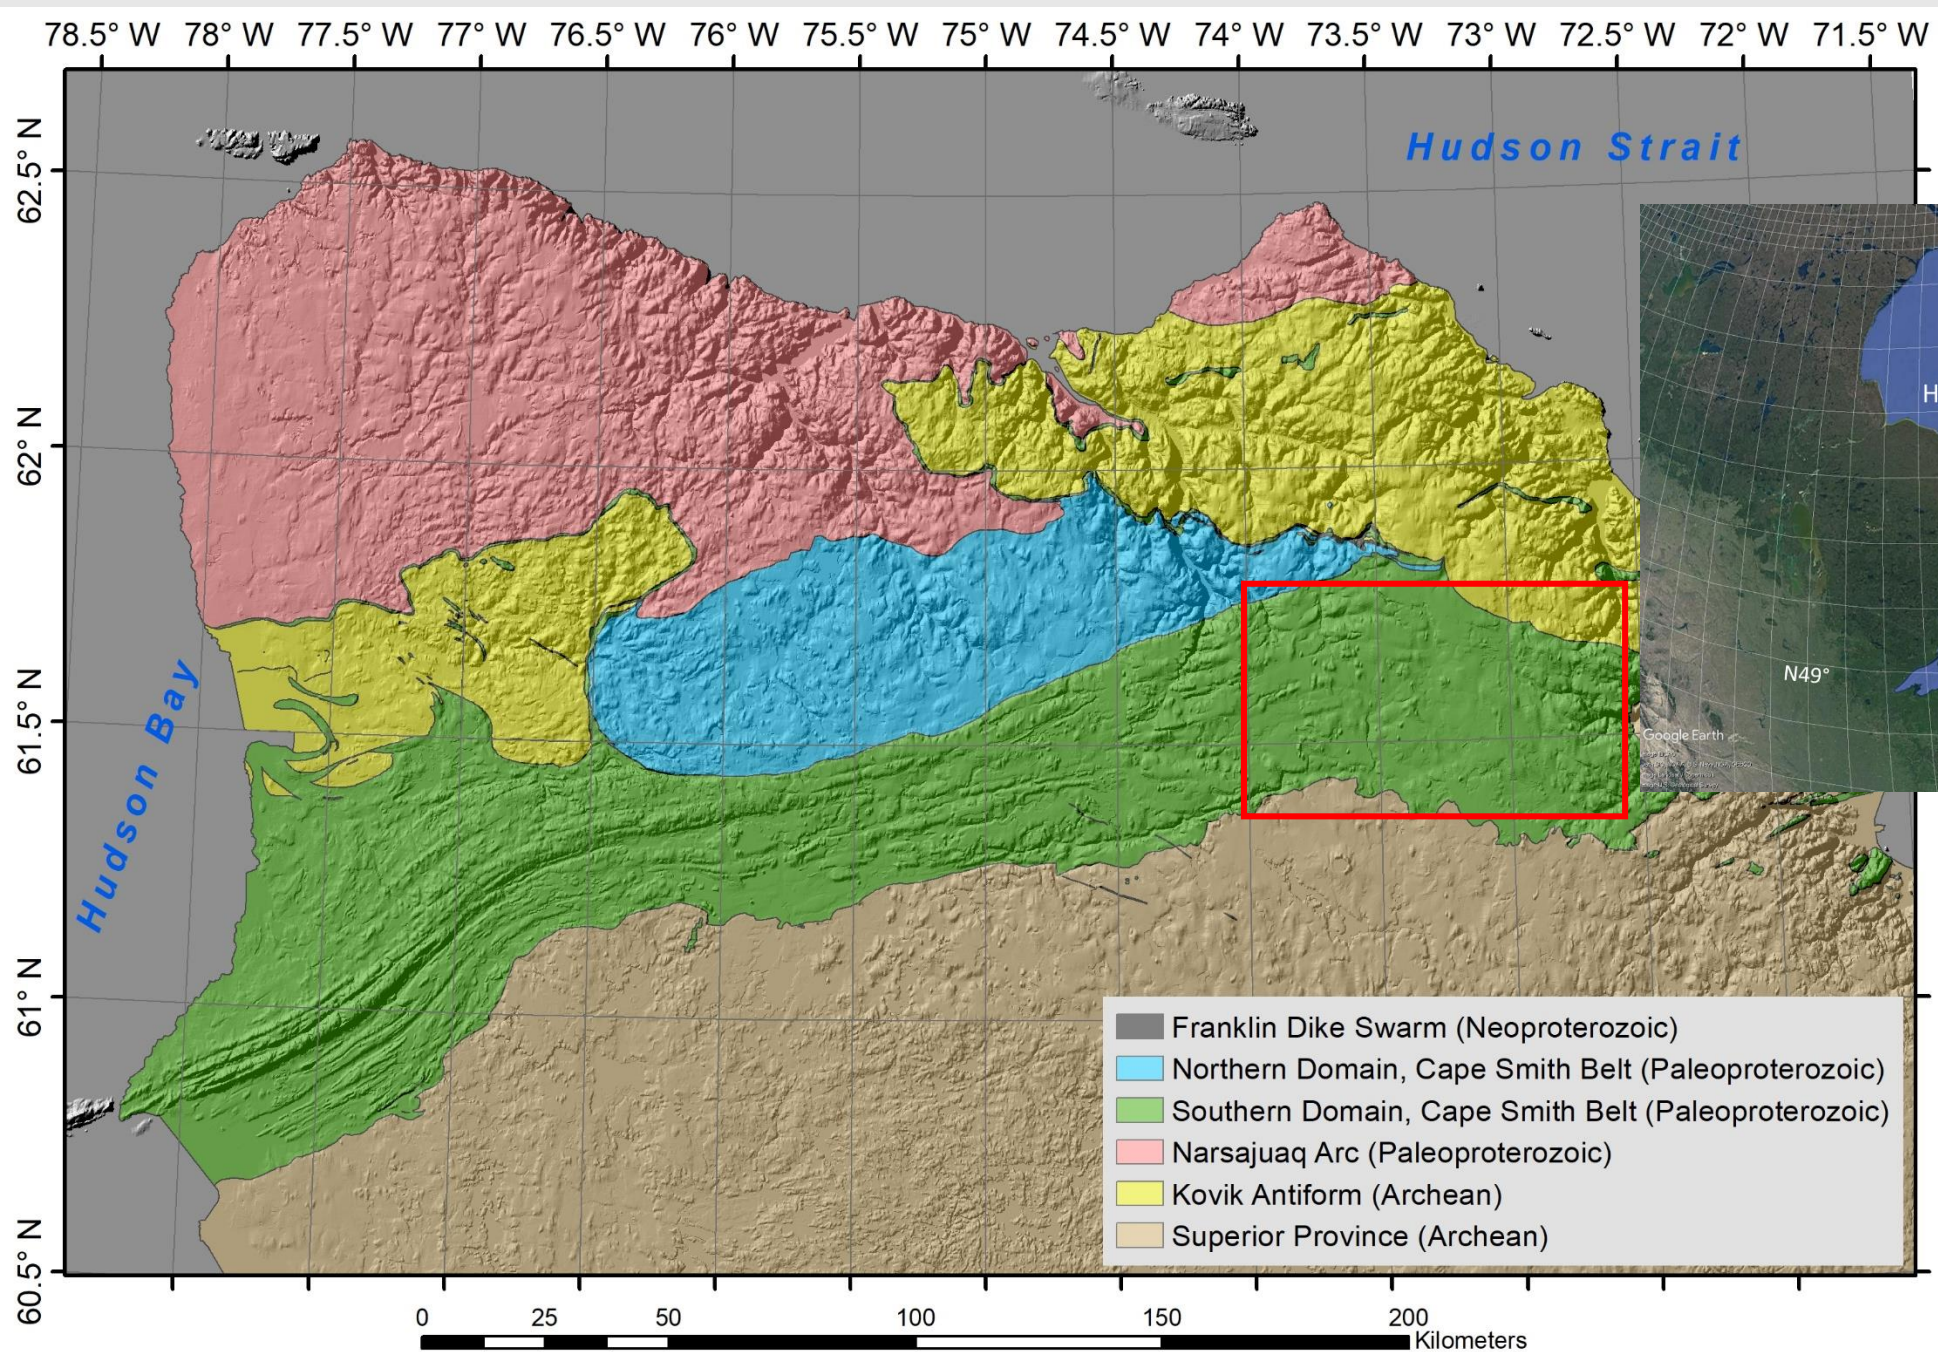 78.5° W 78° W 77.5° W 77° W 76.5° W 76° W 75.5° W 75° W 74.5° W 74° W 73.5° W 73° W 72.5° W 72° W 71.5° W
62.5° N
62° N
61.5° N
61° N
60.5° N
Hudson Strait
Hudson Bay
H
N49°
Google Earth
Franklin Dike Swarm (Neoproterozoic)
Northern Domain, Cape Smith Belt (Paleoproterozoic)
Southern Domain, Cape Smith Belt (Paleoproterozoic)
Narsajuaq Arc (Paleoproterozoic)
Kovik Antiform (Archean)
Superior Province (Archean)
0 25 50 100 150 200
Kilometers